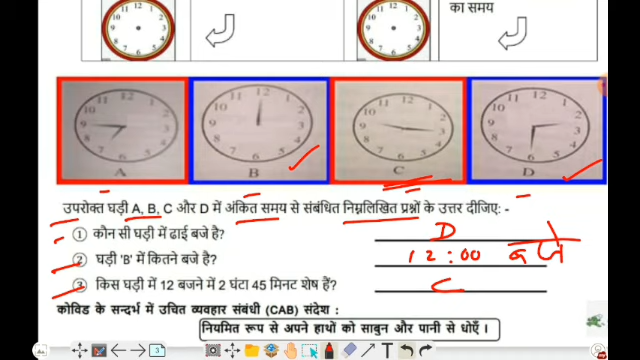 का समय
A
B
C
D
उपरोक्त घड़ी A, B, C और D में अंकित समय से संबंधित निम्नलिखित प्रश्नों के उत्तर दीजिए: -
① कौन सी घड़ी में ढाई बजे है? D
② घड़ी 'B' में कितने बजे है? 12:00 बजे
③ किस घड़ी में 12 बजने में 2 घंटा 45 मिनट शेष हैं? C
कोविड के सन्दर्भ में उचित व्यवहार संबंधी (CAB) संदेश :
नियमित रूप से अपने हाथों को साबुन और पानी से धोएँ ।